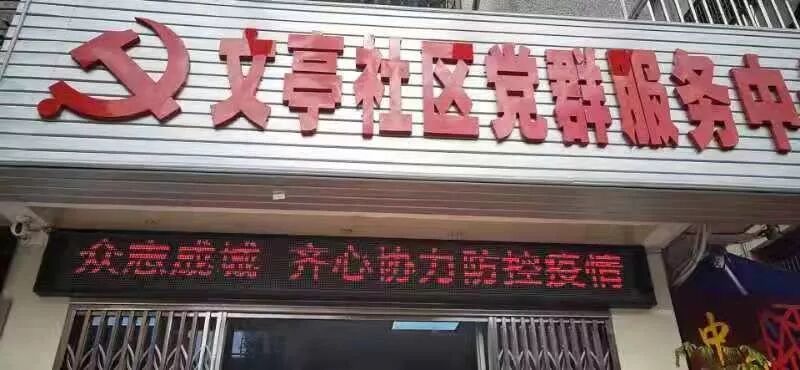 文亭社区党群服务中
众志成城 齐心协力防控疫情
中